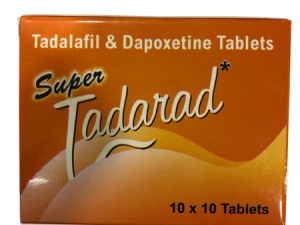 Tadalafil & Dapoxetine Tablets
Super
Tadarad*
10 x 10 Tablets